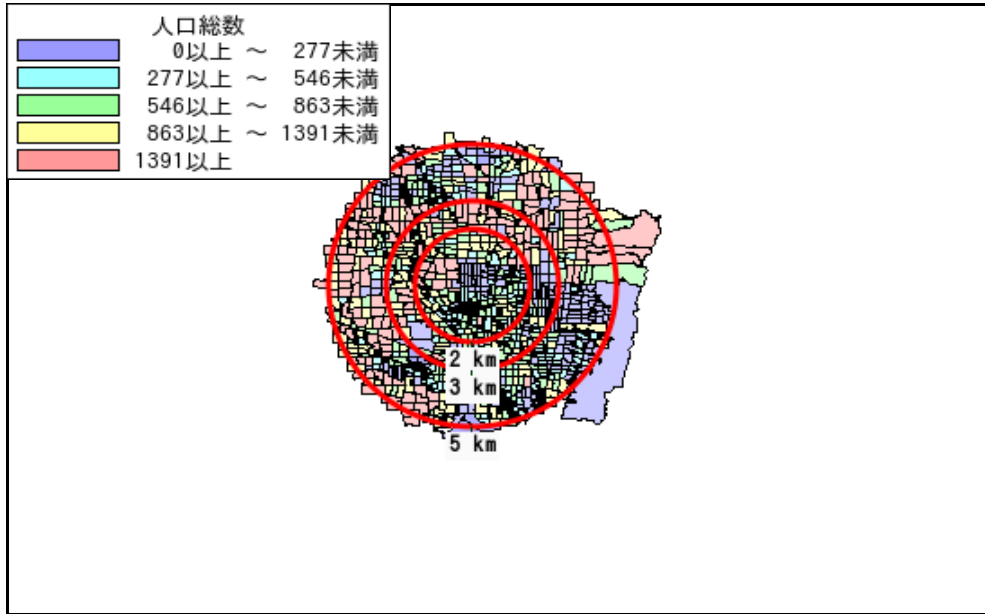 人口総数
0以上 ～ 277未満
277以上 ～ 546未満
546以上 ～ 863未満
863以上 ～ 1391未満
1391以上
2 km
3 km
5 km